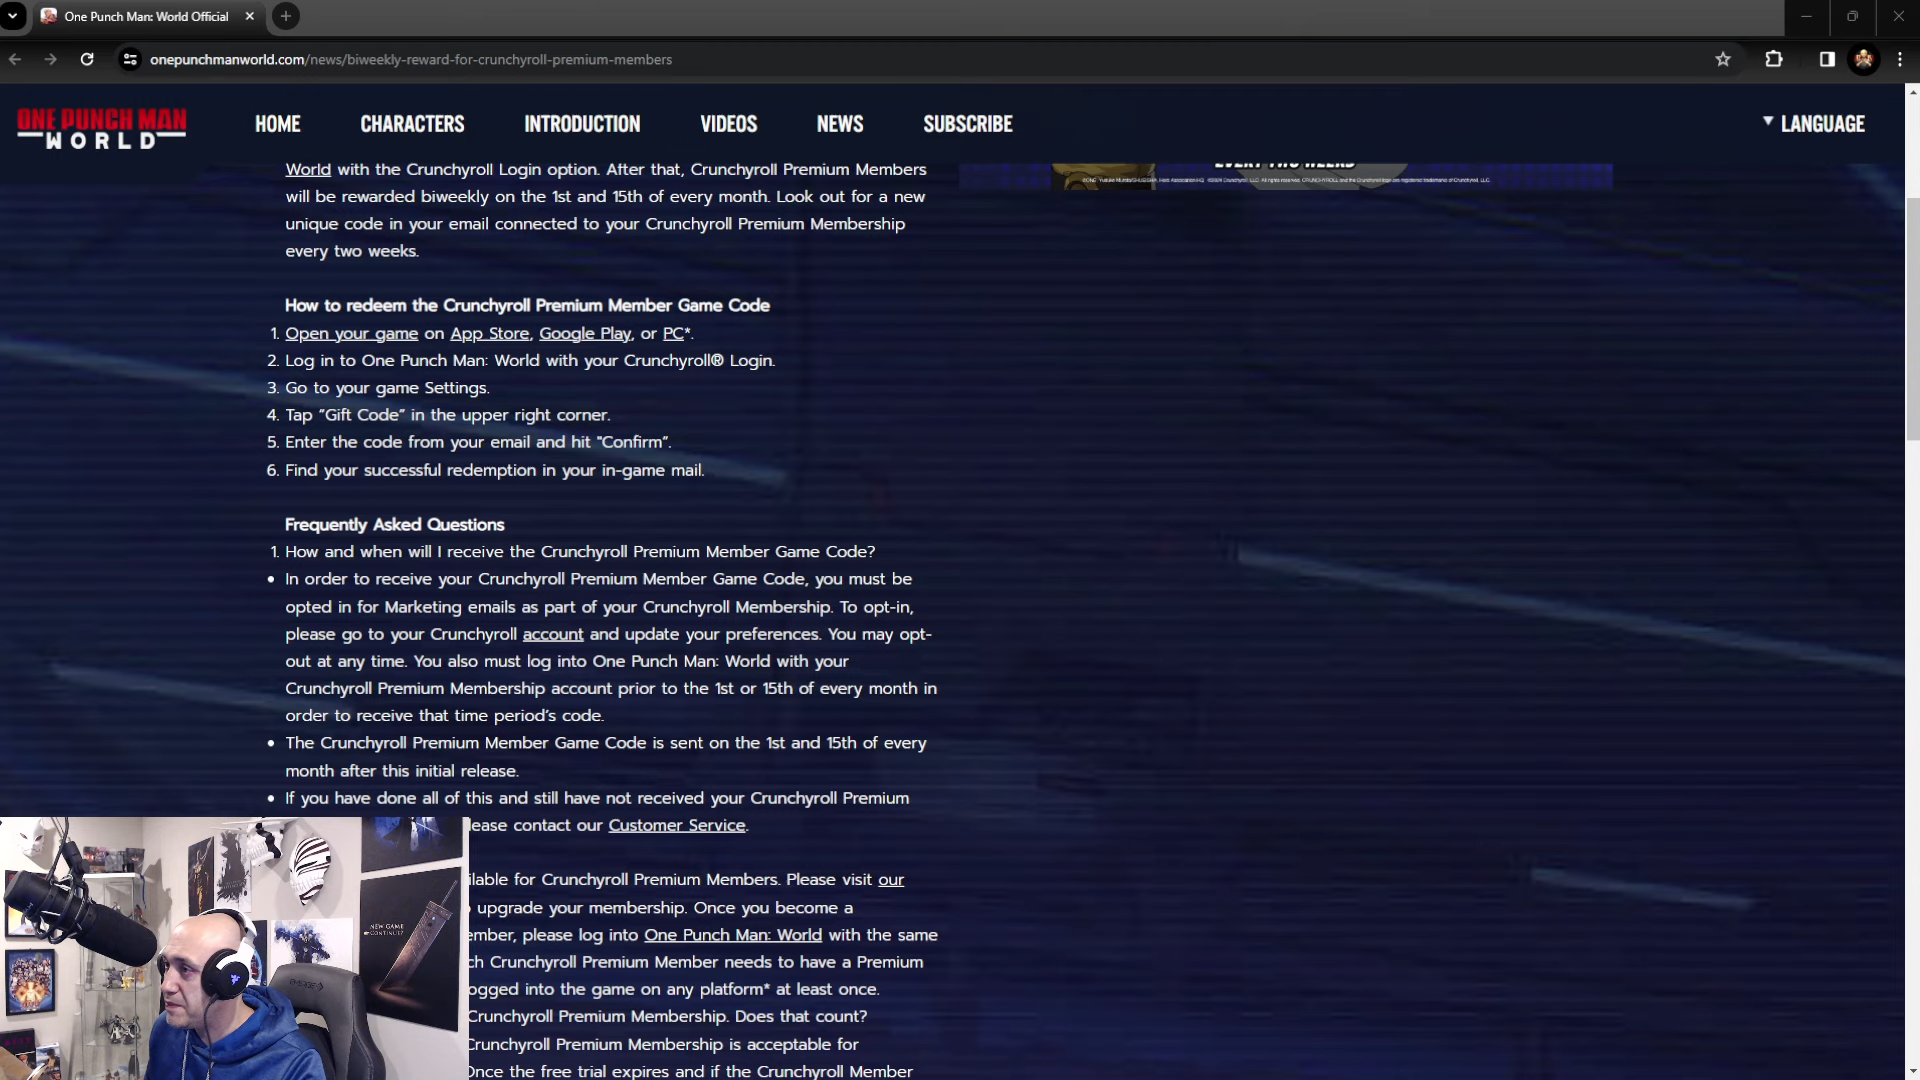 One Punch Man: World Official
onepunchmanworld.com/news/biweekly-reward-for-crunchyroll-premium-members
ONE PUNCH MAN
WORLD
HOME
CHARACTERS
INTRODUCTION
VIDEOS
NEWS
SUBSCRIBE
LANGUAGE
EVERY TWO WEEKS
World with the Crunchyroll Login option. After that, Crunchyroll Premium Members
will be rewarded biweekly on the 1st and 15th of every month. Look out for a new
unique code in your email connected to your Crunchyroll Premium Membership
every two weeks.
How to redeem the Crunchyroll Premium Member Game Code
1. Open your game on App Store, Google Play, or PC*.
2. Log in to One Punch Man: World with your Crunchyroll® Login.
3. Go to your game Settings.
4. Tap “Gift Code” in the upper right corner.
5. Enter the code from your email and hit "Confirm”.
6. Find your successful redemption in your in-game mail.
Frequently Asked Questions
1. How and when will I receive the Crunchyroll Premium Member Game Code?
• In order to receive your Crunchyroll Premium Member Game Code, you must be
opted in for Marketing emails as part of your Crunchyroll Membership. To opt-in,
please go to your Crunchyroll account and update your preferences. You may opt-
out at any time. You also must log into One Punch Man: World with your
Crunchyroll Premium Membership account prior to the 1st or 15th of every month in
order to receive that time period’s code.
• The Crunchyroll Premium Member Game Code is sent on the 1st and 15th of every
month after this initial release.
• If you have done all of this and still have not received your Crunchyroll Premium
lease contact our Customer Service.
ilable for Crunchyroll Premium Members. Please visit our
upgrade your membership. Once you become a
ember, please log into One Punch Man: World with the same
ch Crunchyroll Premium Member needs to have a Premium
ogged into the game on any platform* at least once.
Crunchyroll Premium Membership. Does that count?
Crunchyroll Premium Membership is acceptable for
Once the free trial expires and if the Crunchyroll Member
NEW GAME
CONTINUE?